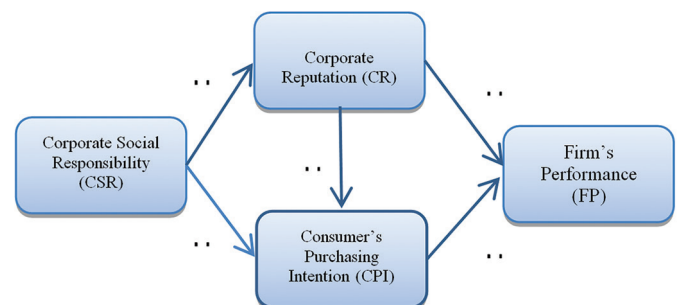 Corporate
Reputation (CR)
Corporate Social
Responsibility
(CSR)
Firm's
Performance
(FP)
Consumer's
Purchasing
Intention (CPI)